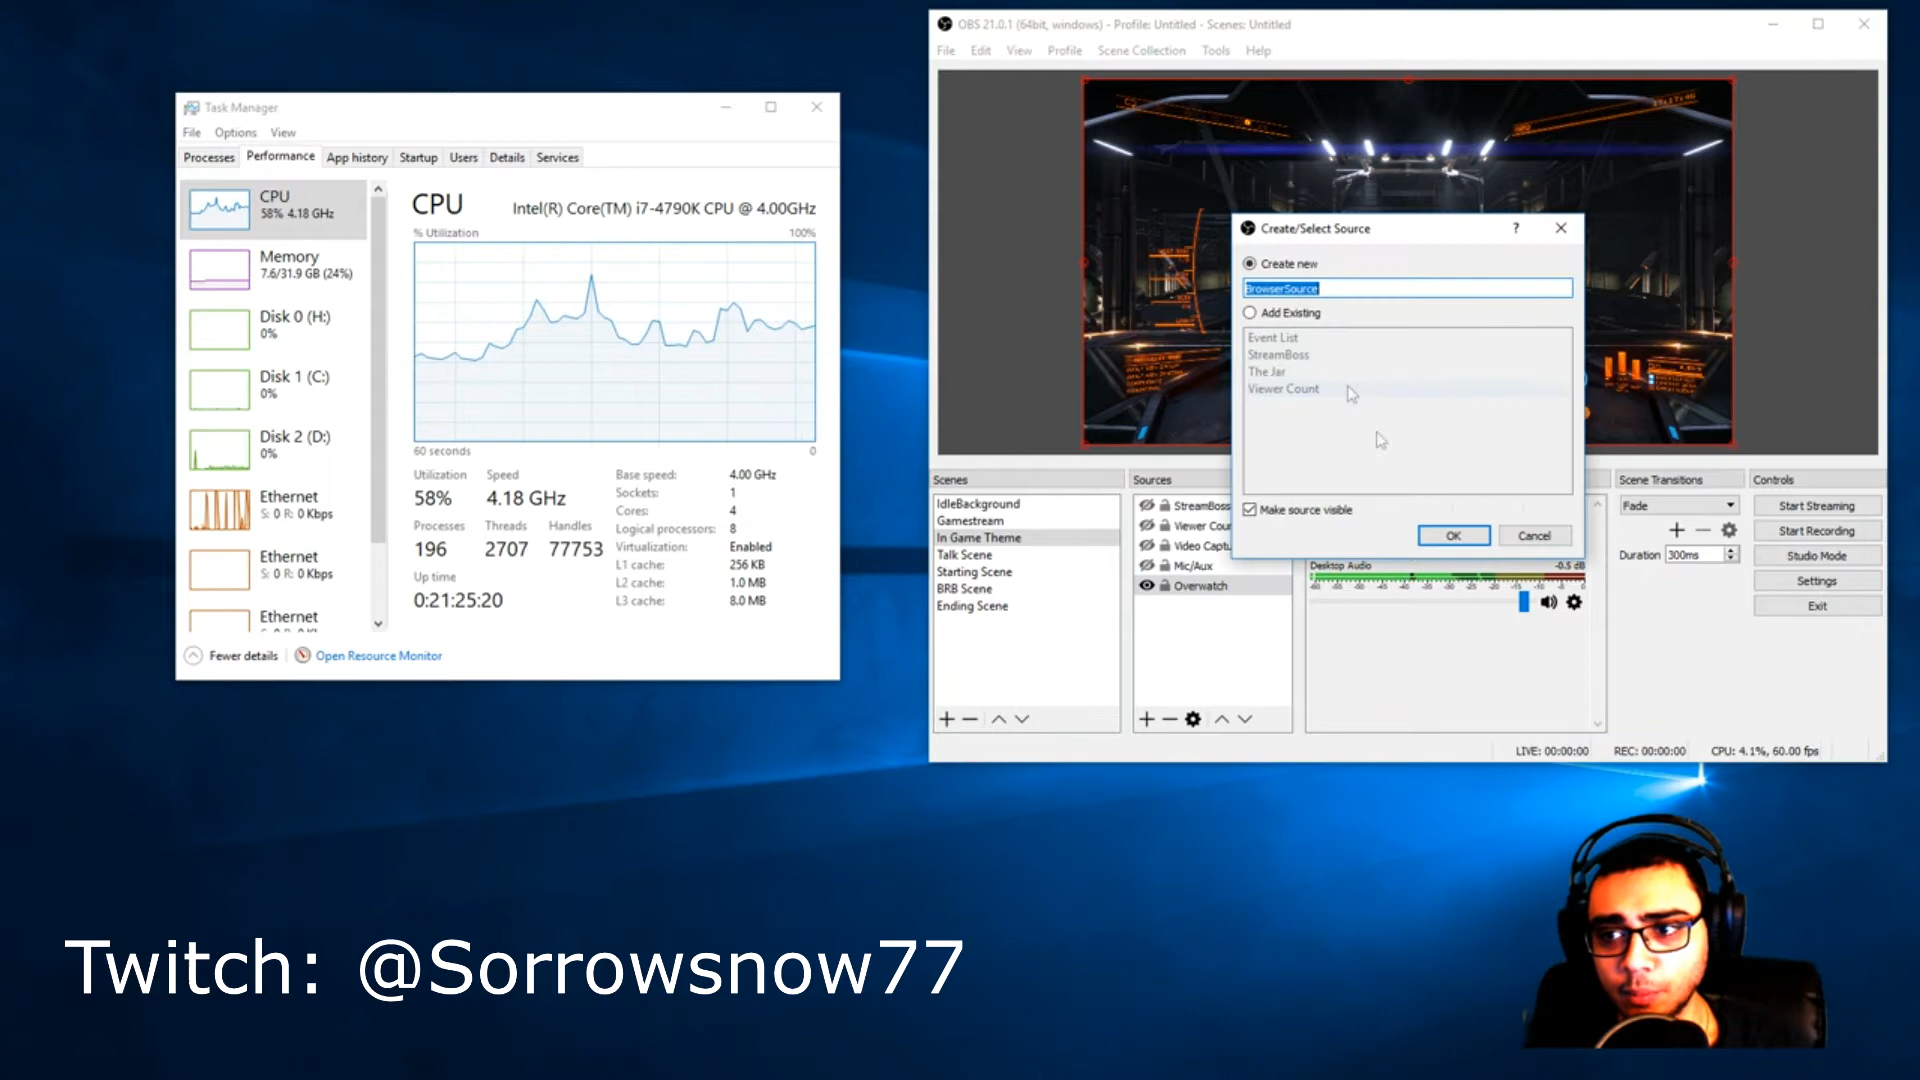 Task Manager
File Options View
Processes Performance App history Startup Users Details Services
CPU
58% 4.18 GHz
Memory
7.6/31.9 GB (24%)
Disk 0 (H:)
0%
Disk 1 (C:)
0%
Disk 2 (D:)
0%
Ethernet
S: 0 R: 0 Kbps
Ethernet
S: 0 R: 0 Kbps
Ethernet
CPU Intel(R) Core(TM) i7-4790K CPU @ 4.00GHz
% Utilization 100%
60 seconds 0
Utilization Speed
58% 4.18 GHz
Processes Threads Handles
196 2707 77753
Up time
0:21:25:20
Base speed: 4.00 GHz
Sockets: 1
Cores: 4
Logical processors: 8
Virtualization: Enabled
L1 cache: 256 KB
L2 cache: 1.0 MB
L3 cache: 8.0 MB
Fewer details Open Resource Monitor
OBS 21.0.1 (64bit, windows) - Profile: Untitled - Scenes: Untitled
File Edit View Profile Scene Collection Tools Help
Create/Select Source ?
Create new
BrowserSource
Add Existing
Event List
StreamBoss
The Jar
Viewer Count
Make source visible
OK Cancel
Scenes
IdleBackground
Gamestream
In Game Theme
Talk Scene
Starting Scene
BRB Scene
Ending Scene
Sources
StreamBoss
Viewer Cou
Video Captu
Mic/Aux
Overwatch
Desktop Audio -0.5 dB
Scene Transitions
Fade
Duration 300ms
Controls
Start Streaming
Start Recording
Studio Mode
Settings
Exit
LIVE: 00:00:00 REC: 00:00:00 CPU: 4.1%, 60.00 fps
Twitch: @Sorrowsnow77